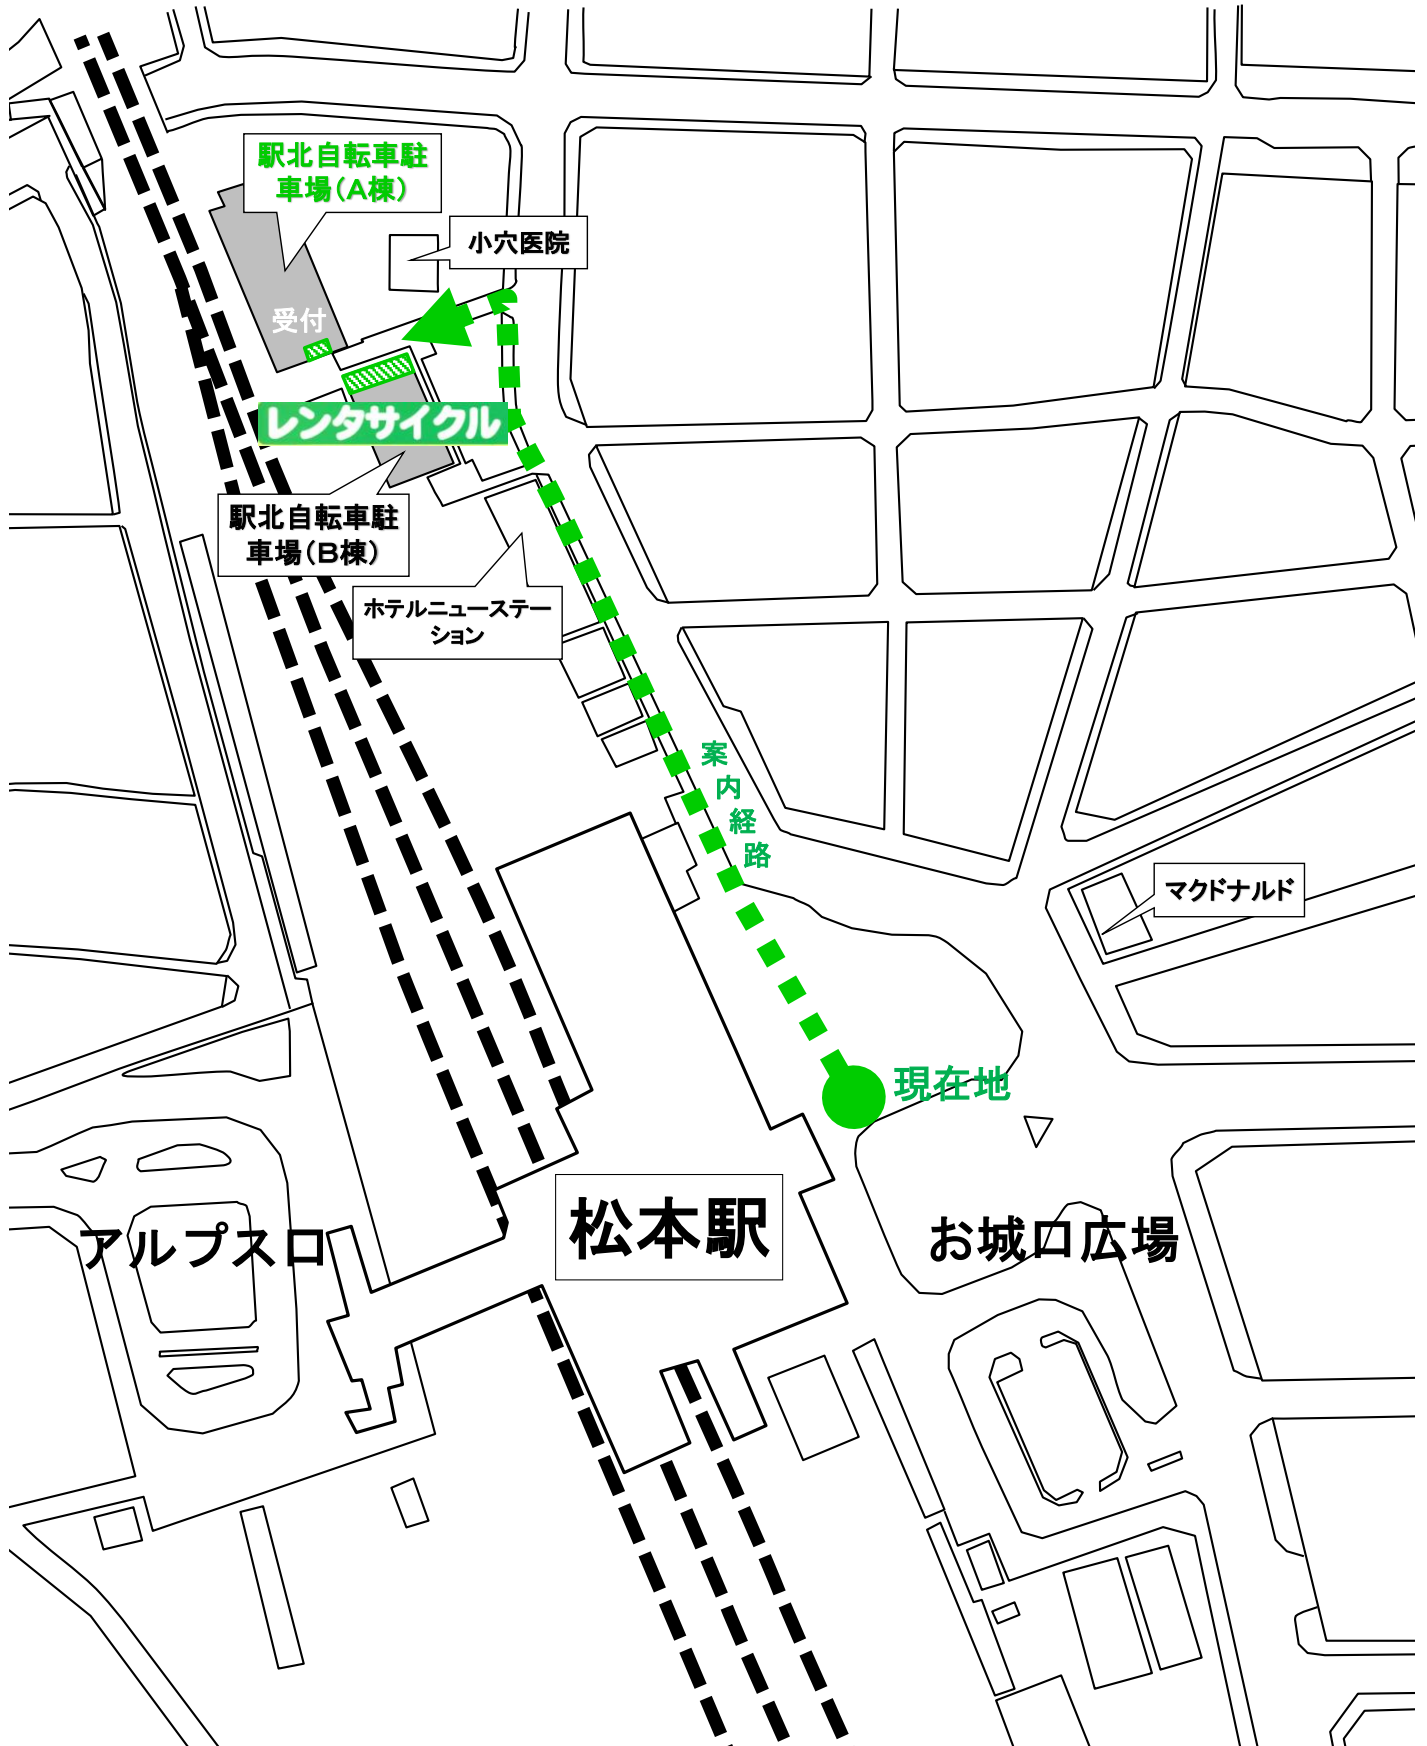 駅北自転車駐
車場(A棟)
小穴医院
受付
レンタサイクル
駅北自転車駐
車場(B棟)
ホテルニューステー
ション
案内経路
マクドナルド
現在地
松本駅
アルプス口
お城口広場